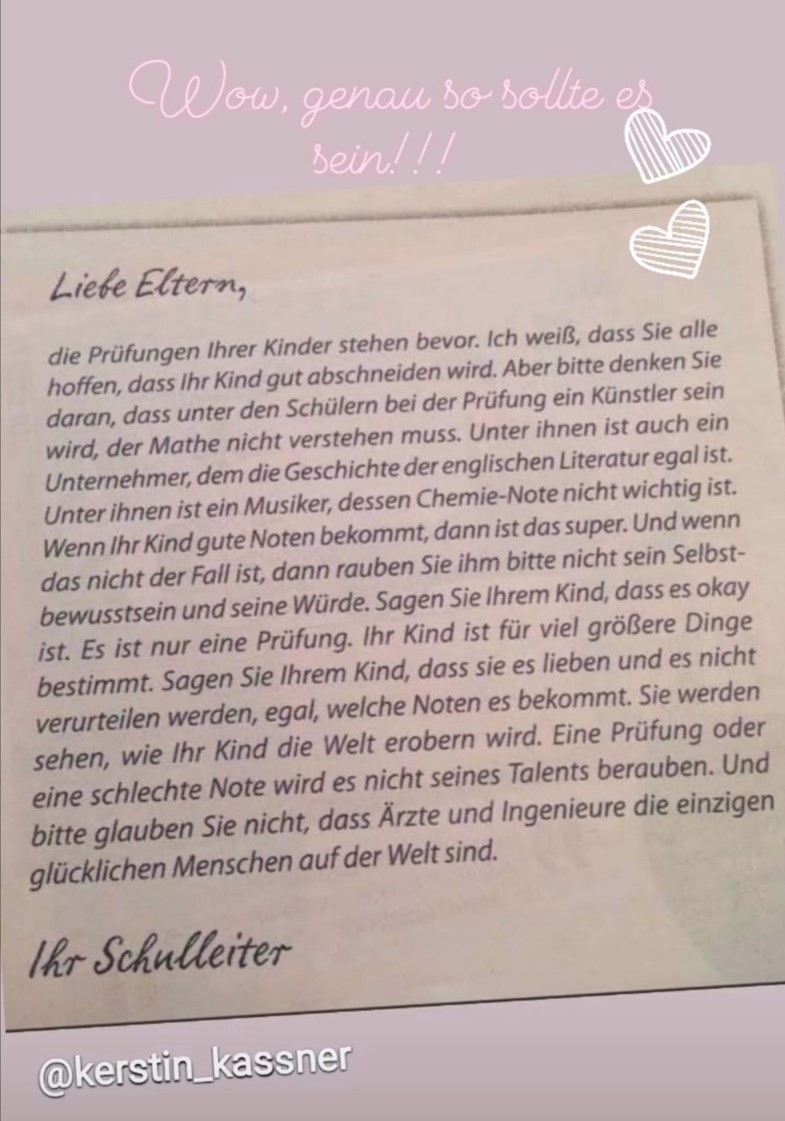 Wow, genau so sollte es
sein!!!
Liebe Eltern,
die Prüfungen Ihrer Kinder stehen bevor. Ich weiß, dass Sie alle
hoffen, dass Ihr Kind gut abschneiden wird. Aber bitte denken Sie
daran, dass unter den Schülern bei der Prüfung ein Künstler sein
wird, der Mathe nicht verstehen muss. Unter ihnen ist auch ein
Unternehmer, dem die Geschichte der englischen Literatur egal ist.
Unter ihnen ist ein Musiker, dessen Chemie-Note nicht wichtig ist.
Wenn Ihr Kind gute Noten bekommt, dann ist das super. Und wenn
das nicht der Fall ist, dann rauben Sie ihm bitte nicht sein Selbst-
bewusstsein und seine Würde. Sagen Sie Ihrem Kind, dass es okay
ist. Es ist nur eine Prüfung. Ihr Kind ist für viel größere Dinge
bestimmt. Sagen Sie Ihrem Kind, dass sie es lieben und es nicht
verurteilen werden, egal, welche Noten es bekommt. Sie werden
sehen, wie Ihr Kind die Welt erobern wird. Eine Prüfung oder
eine schlechte Note wird es nicht seines Talents berauben. Und
bitte glauben Sie nicht, dass Ärzte und Ingenieure die einzigen
glücklichen Menschen auf der Welt sind.
Ihr Schulleiter
@kerstin_kassner